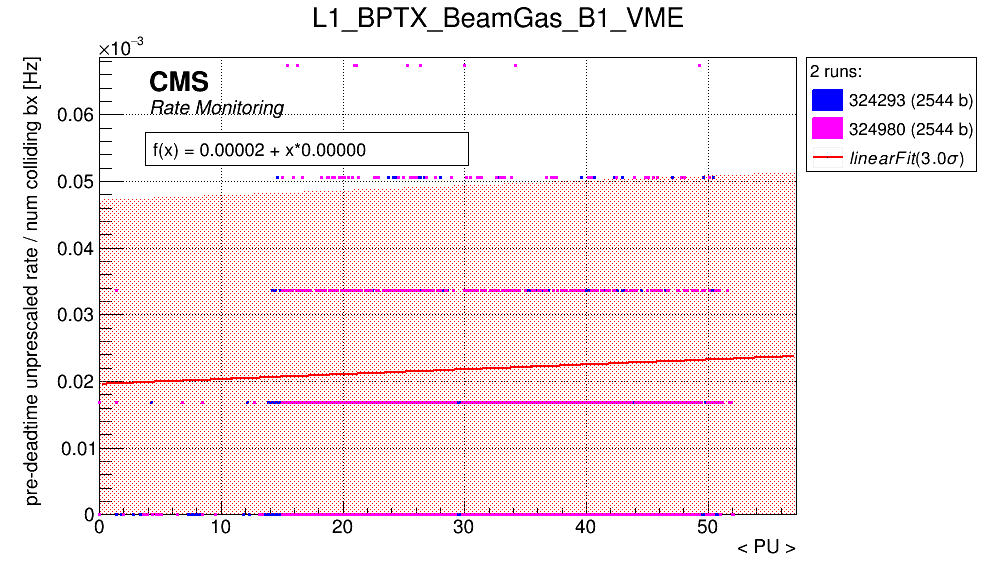 L1_BPTX_BeamGas_B1_VME
×10⁻³
CMS
Rate Monitoring
f(x) = 0.00002 + x*0.00000
pre-deadtime unprescaled rate / num colliding bx [Hz]
0.06
0.05
0.04
0.03
0.02
0.01
0
0 10 20 30 40 50
< PU >
2 runs:
324293 (2544 b)
324980 (2544 b)
linearFit(3.0σ)